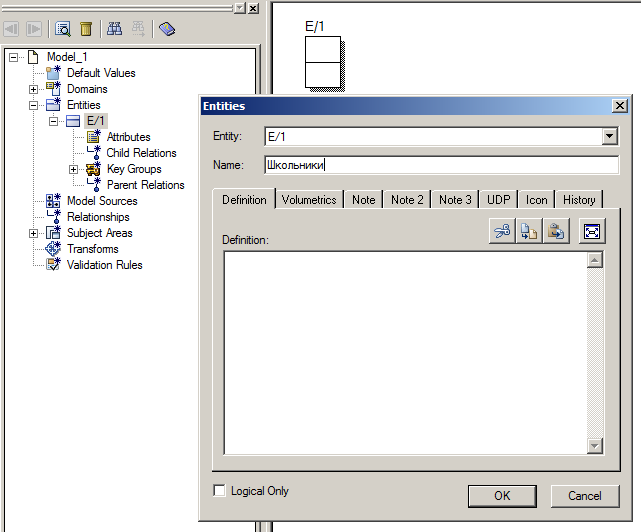 E/1
Model_1
Default Values
Domains
Entities
E/1
Attributes
Child Relations
Key Groups
Parent Relations
Model Sources
Relationships
Subject Areas
Transforms
Validation Rules
Entities
Entity: E/1
Name: Школьники
Definition Volumetrics Note Note 2 Note 3 UDP Icon History
Definition:
Logical Only OK Cancel